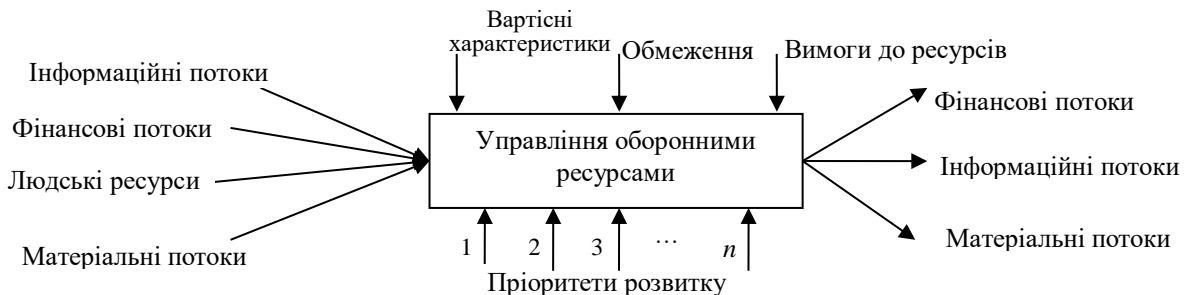 Вартісні
характеристики
Обмеження
Вимоги до ресурсів
Інформаційні потоки
Фінансові потоки
Людські ресурси
Матеріальні потоки
Управління оборонними
ресурсами
Фінансові потоки
Інформаційні потоки
Матеріальні потоки
1 2 3 … n
Пріоритети розвитку